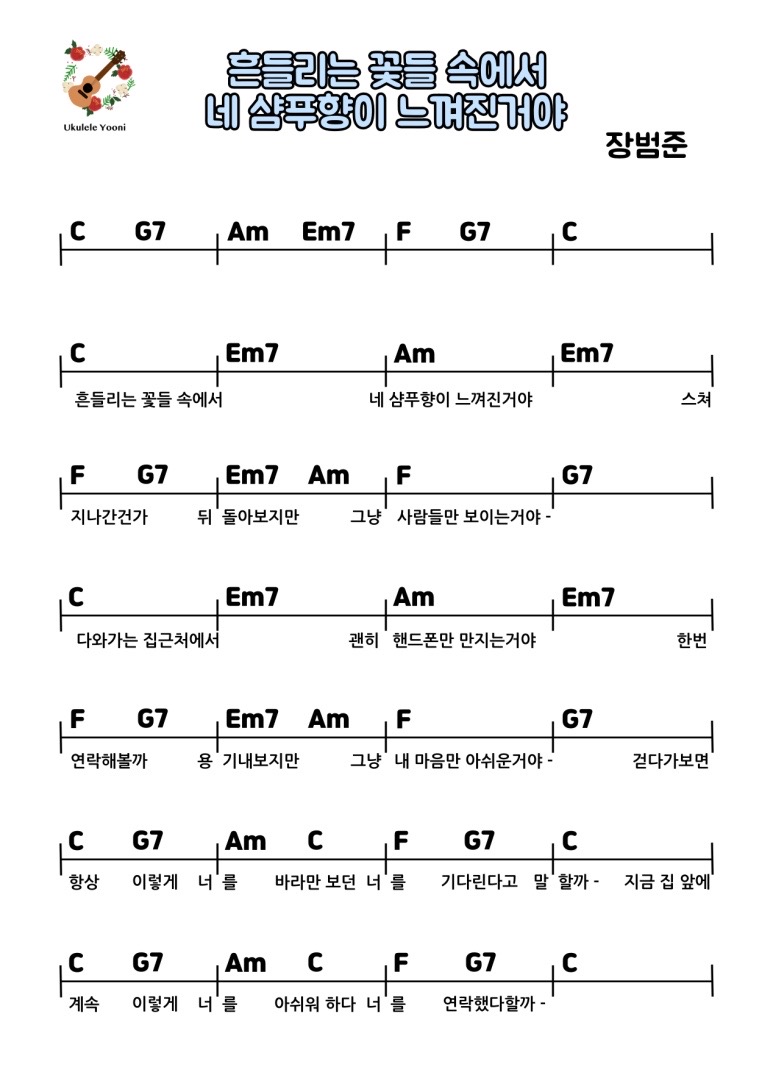 Ukulele Yooni
흔들리는 꽃들 속에서
네 샴푸향이 느껴진거야
장범준
C G7 Am Em7 F G7 C
C Em7 Am Em7
흔들리는 꽃들 속에서 네 샴푸향이 느껴진거야 스쳐
F G7 Em7 Am F G7
지나간건가 뒤 돌아보지만 그냥 사람들만 보이는거야 -
C Em7 Am Em7
다와가는 집근처에서 괜히 핸드폰만 만지는거야 한번
F G7 Em7 Am F G7
연락해볼까 용 기내보지만 그냥 내 마음만 아쉬운거야 - 걷다가보면
C G7 Am C F G7 C
항상 이렇게 너 를 바라만 보던 너 를 기다린다고 말 할까 - 지금 집 앞에
C G7 Am C F G7 C
계속 이렇게 너 를 아쉬워 하다 너 를 연락했다할까 -